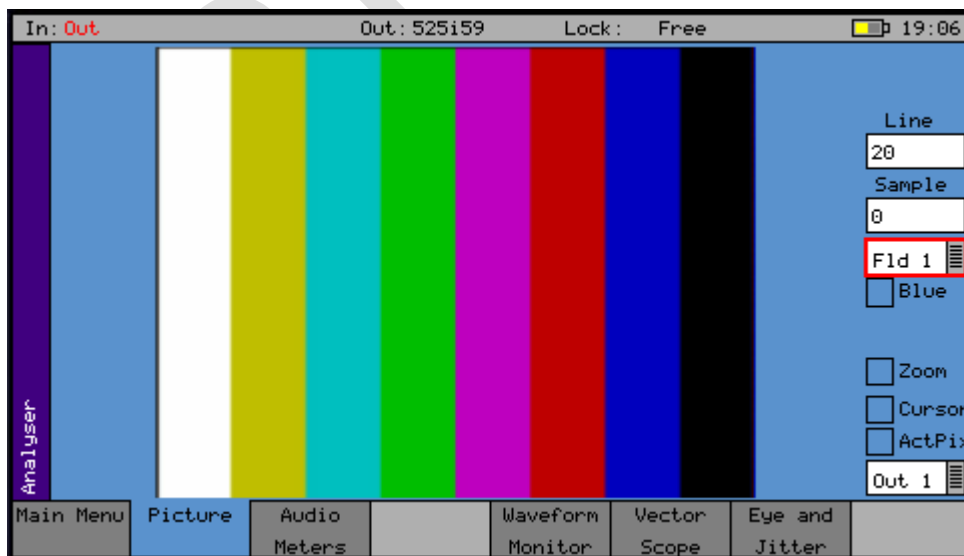 In: Out Out: 525i59 Lock: Free 19:06
Line
20
Sample
0
Fld 1
Blue
Zoom
Cursor
ActPix
Out 1
Analyser
Main Menu Picture Audio Meters Waveform Monitor Vector Scope Eye and Jitter